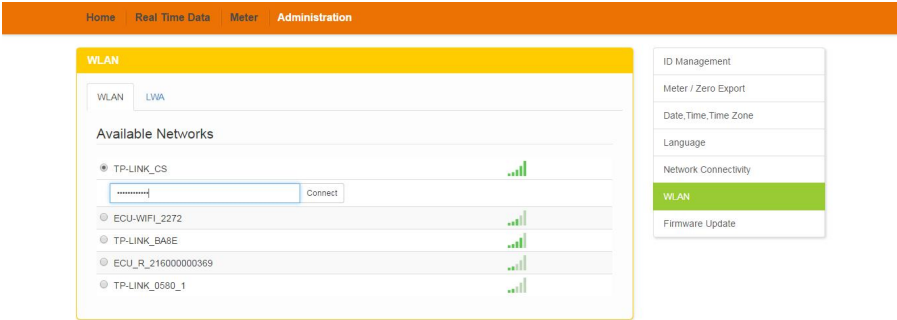 Home Real Time Data Meter Administration
WLAN
WLAN LWA
Available Networks
TP-LINK_CS
Connect
ECU-WIFI_2272
TP-LINK_BA8E
ECU_R_216000000369
TP-LINK_0580_1
ID Management
Meter / Zero Export
Date,Time,Time Zone
Language
Network Connectivity
WLAN
Firmware Update